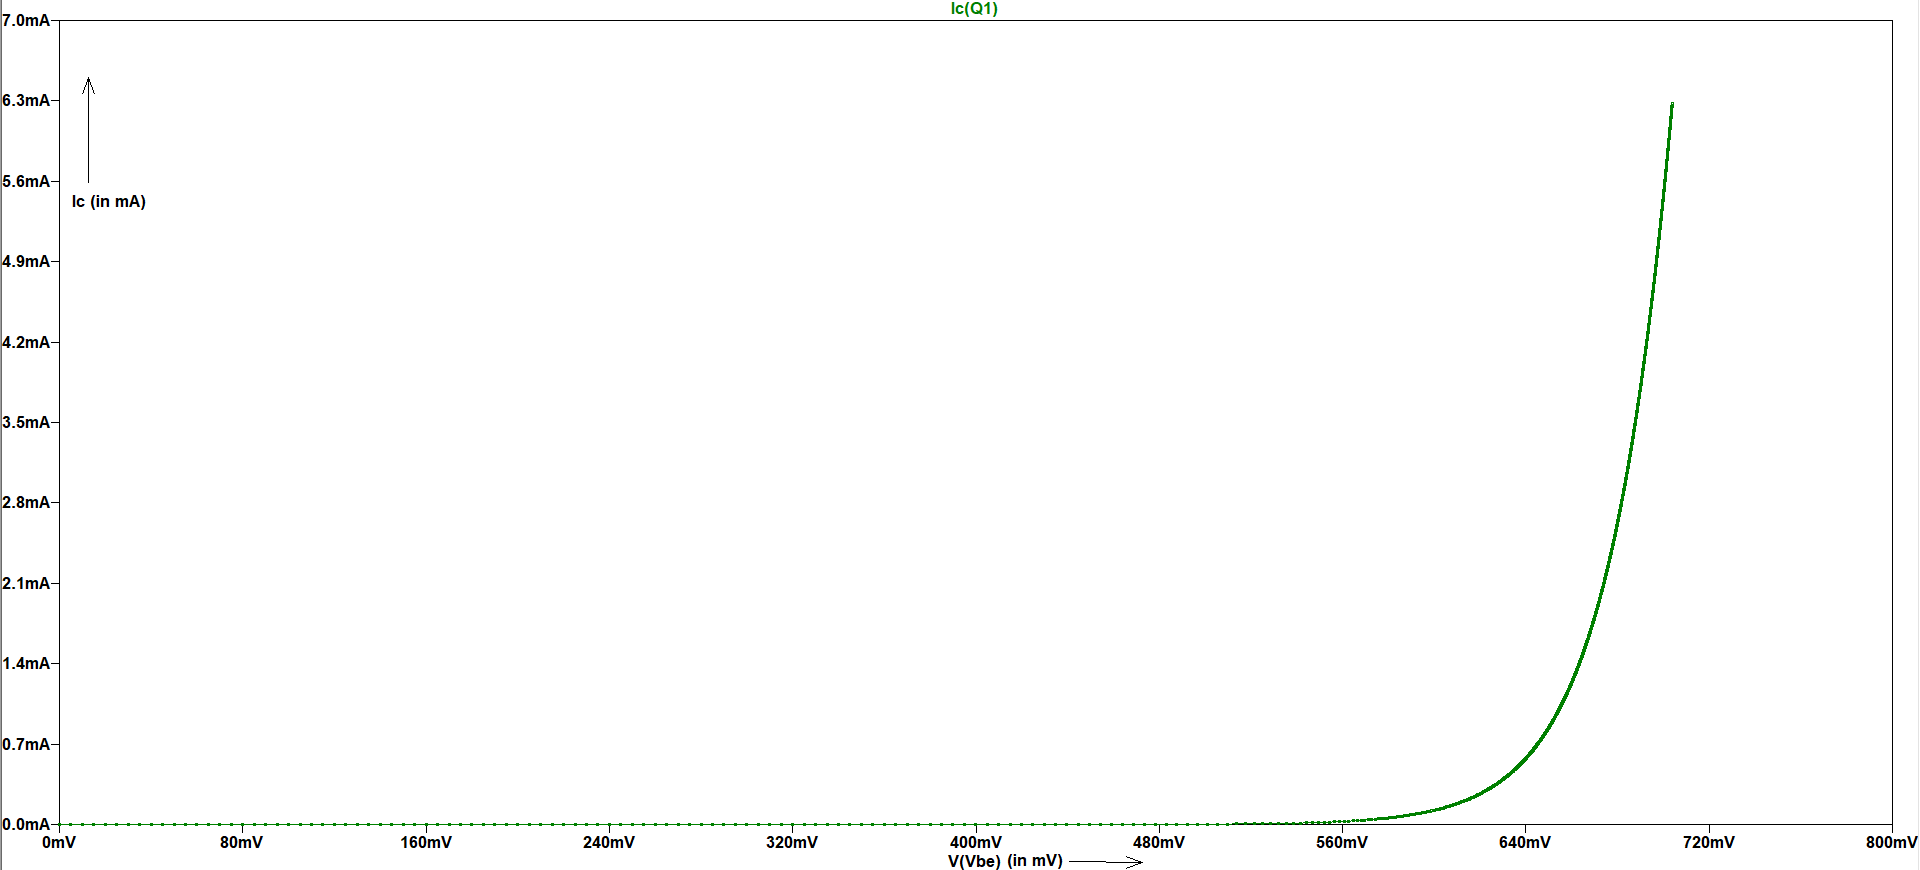 Ic(Q1)
7.0mA
6.3mA
5.6mA
Ic (in mA)
4.9mA
4.2mA
3.5mA
2.8mA
2.1mA
1.4mA
0.7mA
0.0mA
0mV 80mV 160mV 240mV 320mV 400mV 480mV 560mV 640mV 720mV 800mV
V(Vbe) (in mV)